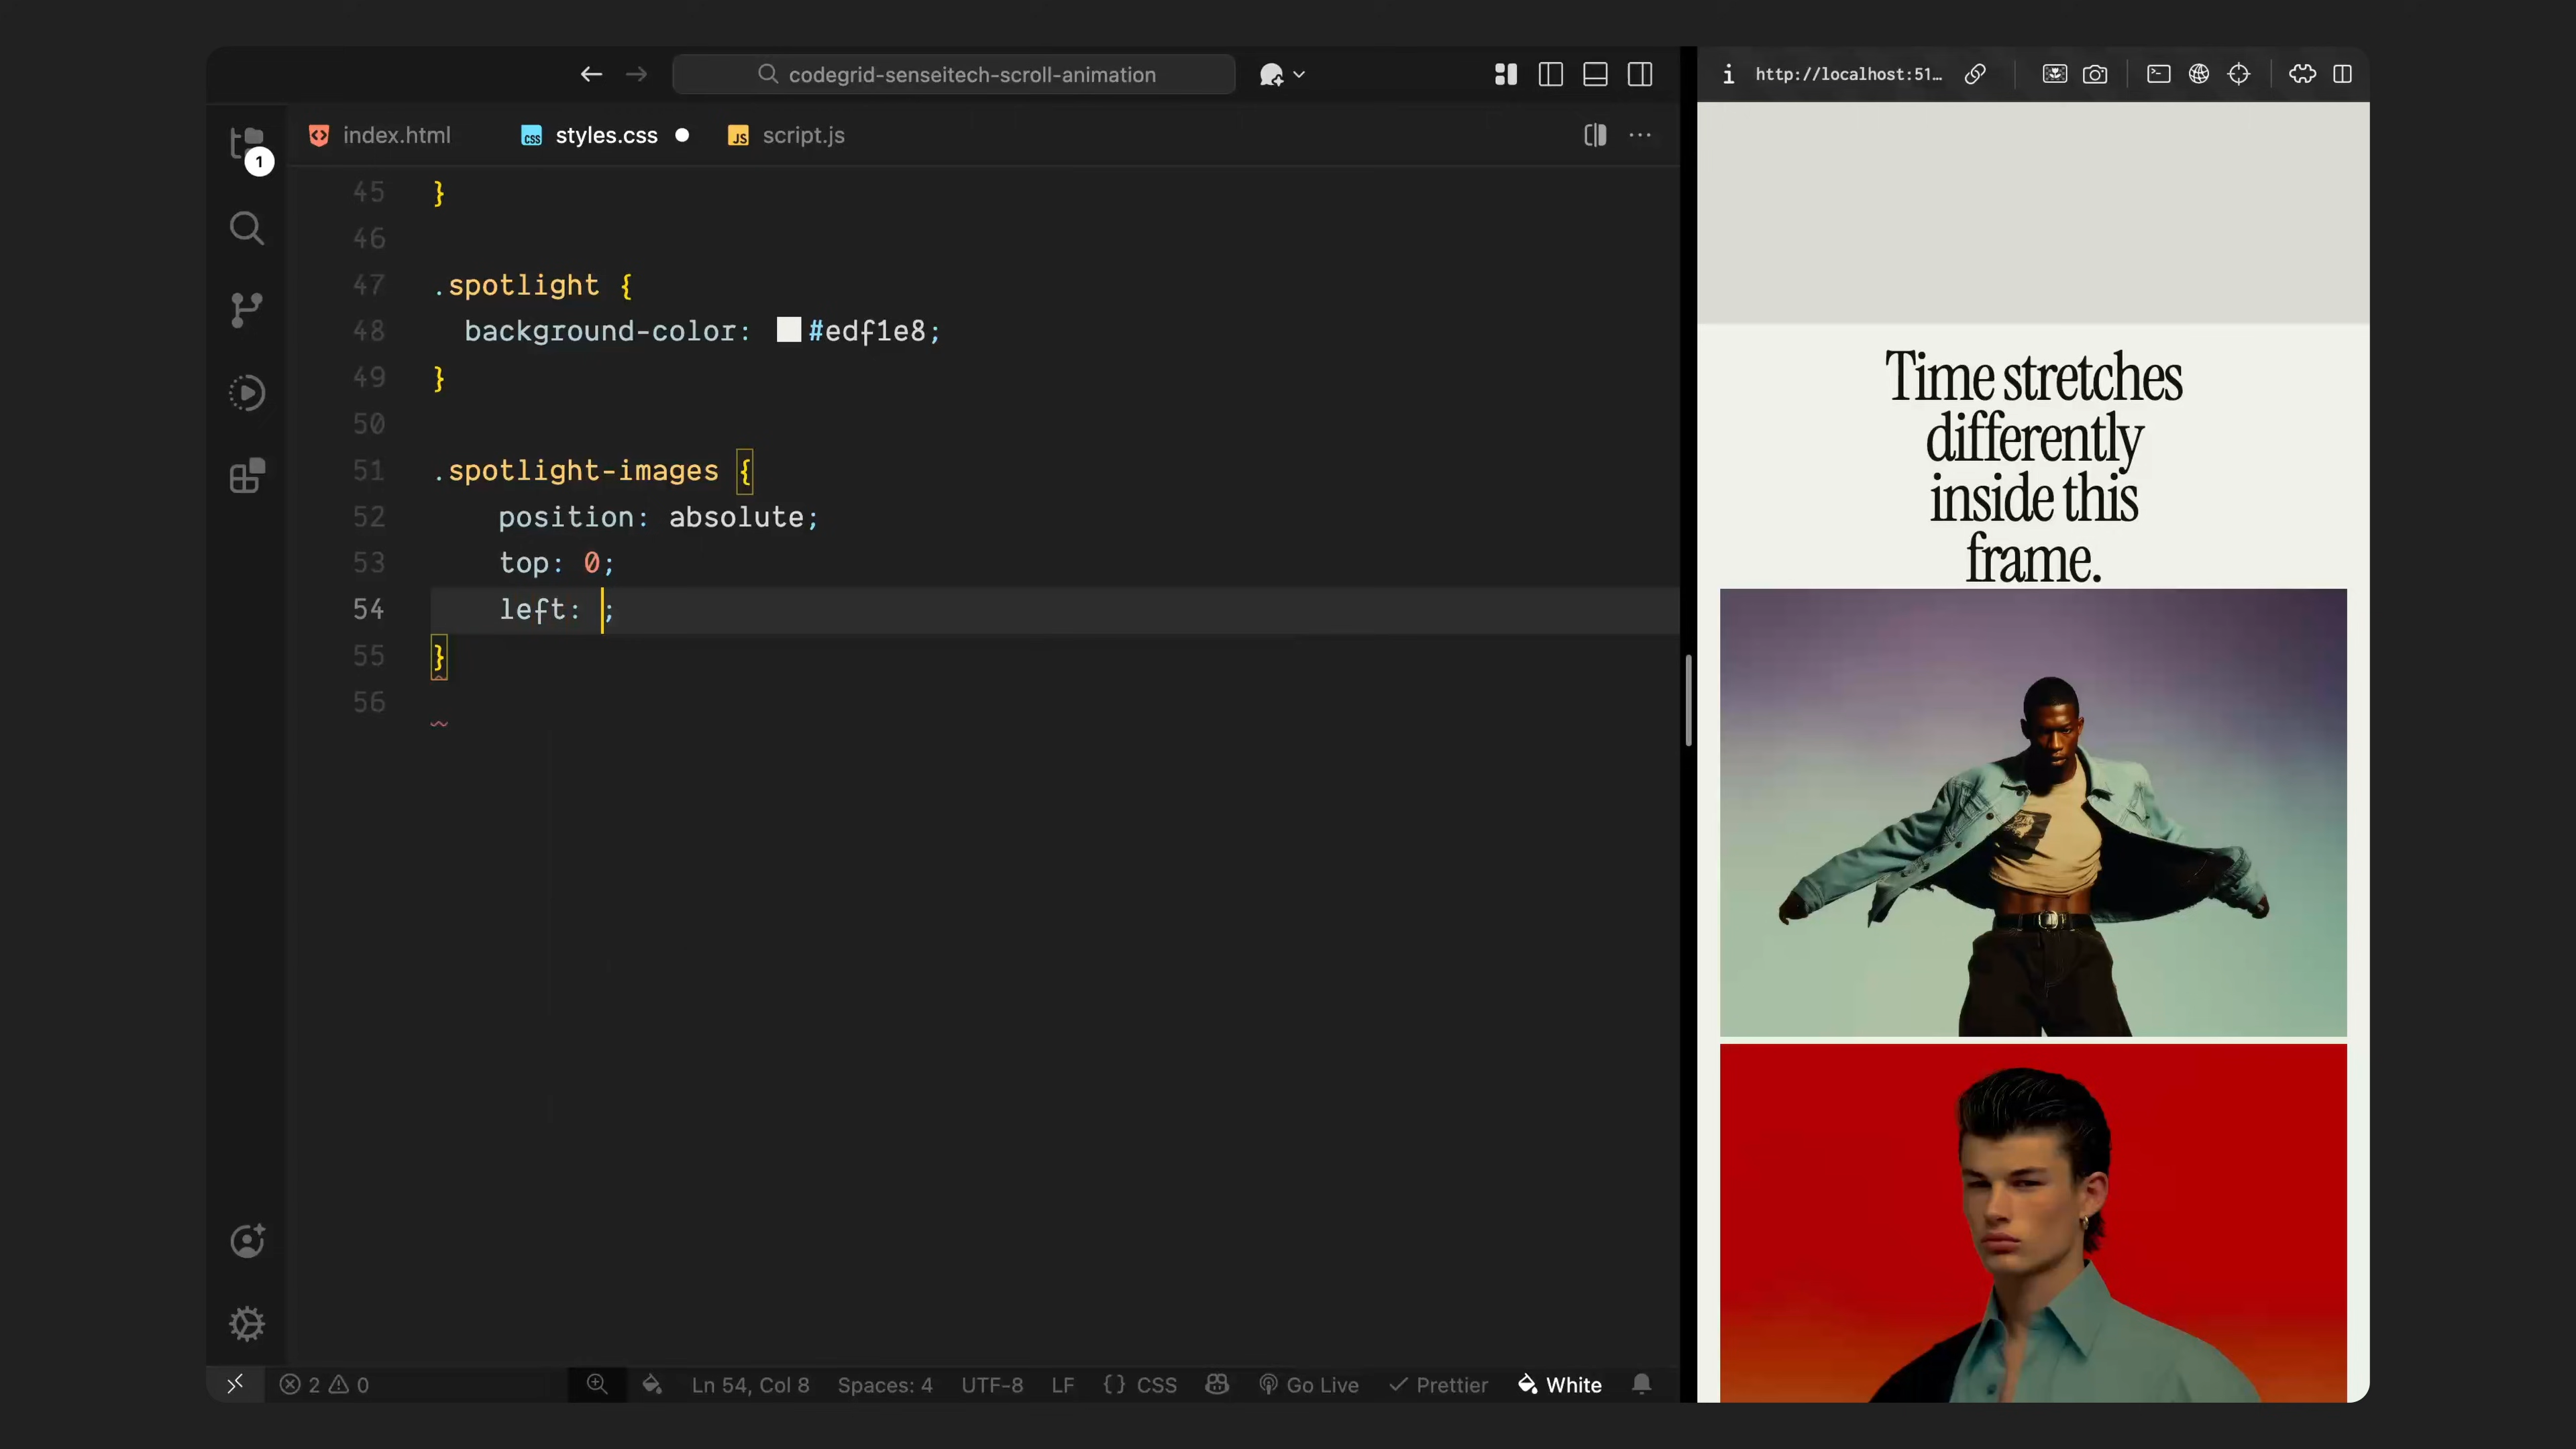 codegrid-senseitech-scroll-animation
http://localhost:51…
1
index.html
styles.css
script.js
45 }
46
47 .spotlight {
48 background-color: #edf1e8;
49 }
50
51 .spotlight-images {
52 position: absolute;
53 top: 0;
54 left: ;
55 }
56
Time stretches
differently
inside this
frame.
2 0 Ln 54, Col 8 Spaces: 4 UTF-8 LF {} CSS Go Live Prettier White